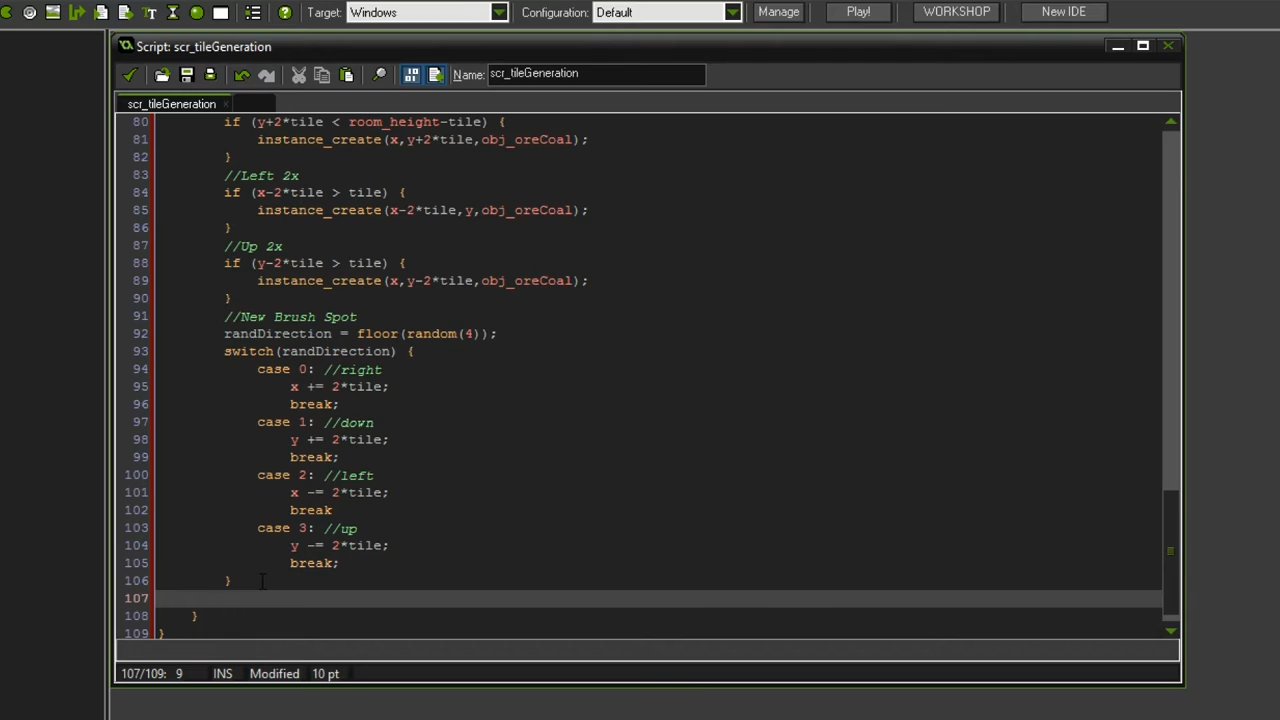 Target: Windows Configuration: Default Manage Play! WORKSHOP New IDE
Script: scr_tileGeneration
Name: scr_tileGeneration
scr_tileGeneration ×
80 if (y+2*tile < room_height-tile) {
81 instance_create(x,y+2*tile,obj_oreCoal);
82 }
83 //Left 2x
84 if (x-2*tile > tile) {
85 instance_create(x-2*tile,y,obj_oreCoal);
86 }
87 //Up 2x
88 if (y-2*tile > tile) {
89 instance_create(x,y-2*tile,obj_oreCoal);
90 }
91 //New Brush Spot
92 randDirection = floor(random(4));
93 switch(randDirection) {
94 case 0: //right
95 x += 2*tile;
96 break;
97 case 1: //down
98 y += 2*tile;
99 break;
100 case 2: //left
101 x -= 2*tile;
102 break
103 case 3: //up
104 y -= 2*tile;
105 break;
106 }
107
108 }
109 }
107/109: 9 INS Modified 10 pt